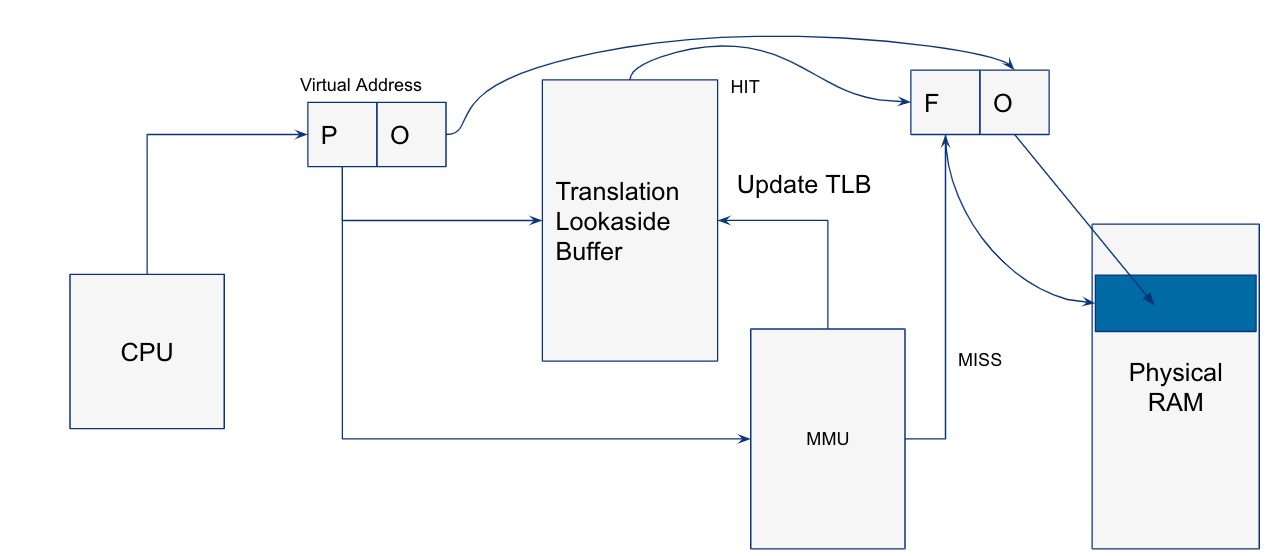 Virtual Address
P
O
HIT
F
O
Translation
Lookaside
Buffer
Update TLB
CPU
MISS
MMU
Physical
RAM